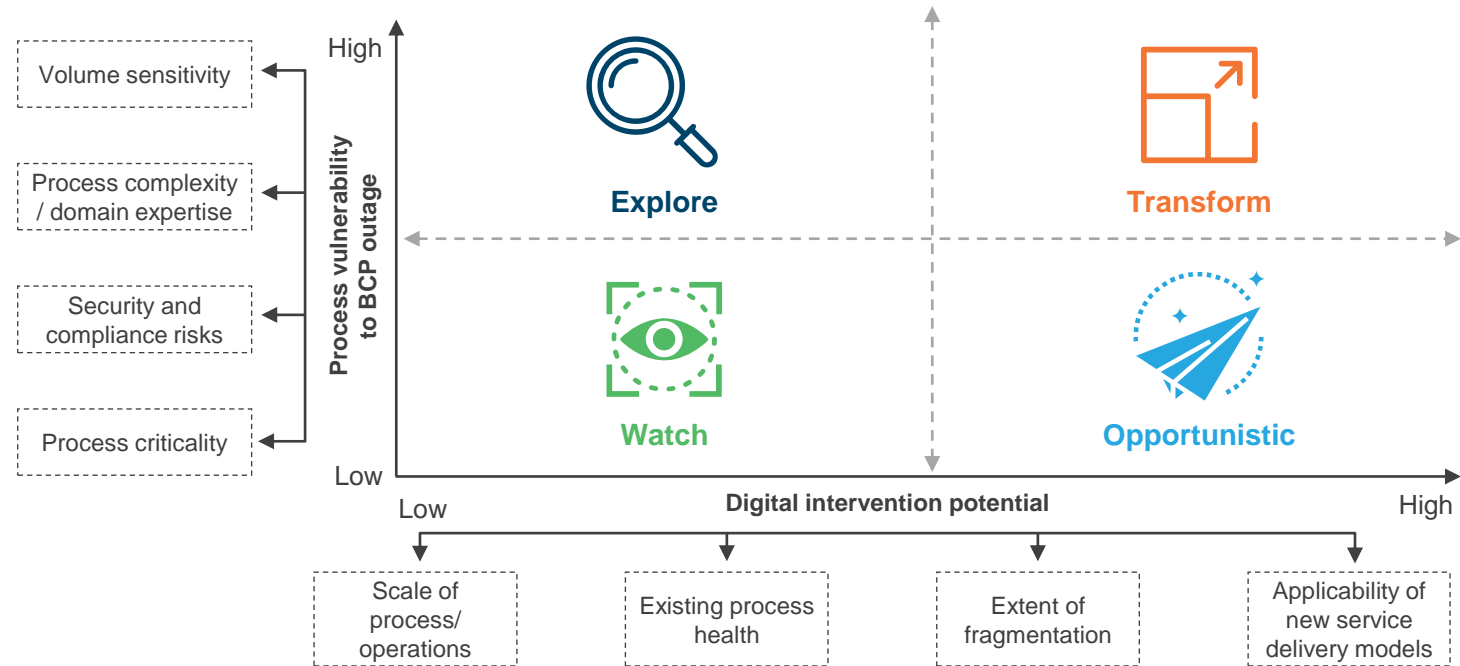 Volume sensitivity
Process complexity
/ domain expertise
Security and
compliance risks
Process criticality
Process vulnerability
to BCP outage
High
Low
Explore
Transform
Watch
Opportunistic
Low
Digital intervention potential
High
Scale of
process/
operations
Existing process
health
Extent of
fragmentation
Applicability of
new service
delivery models